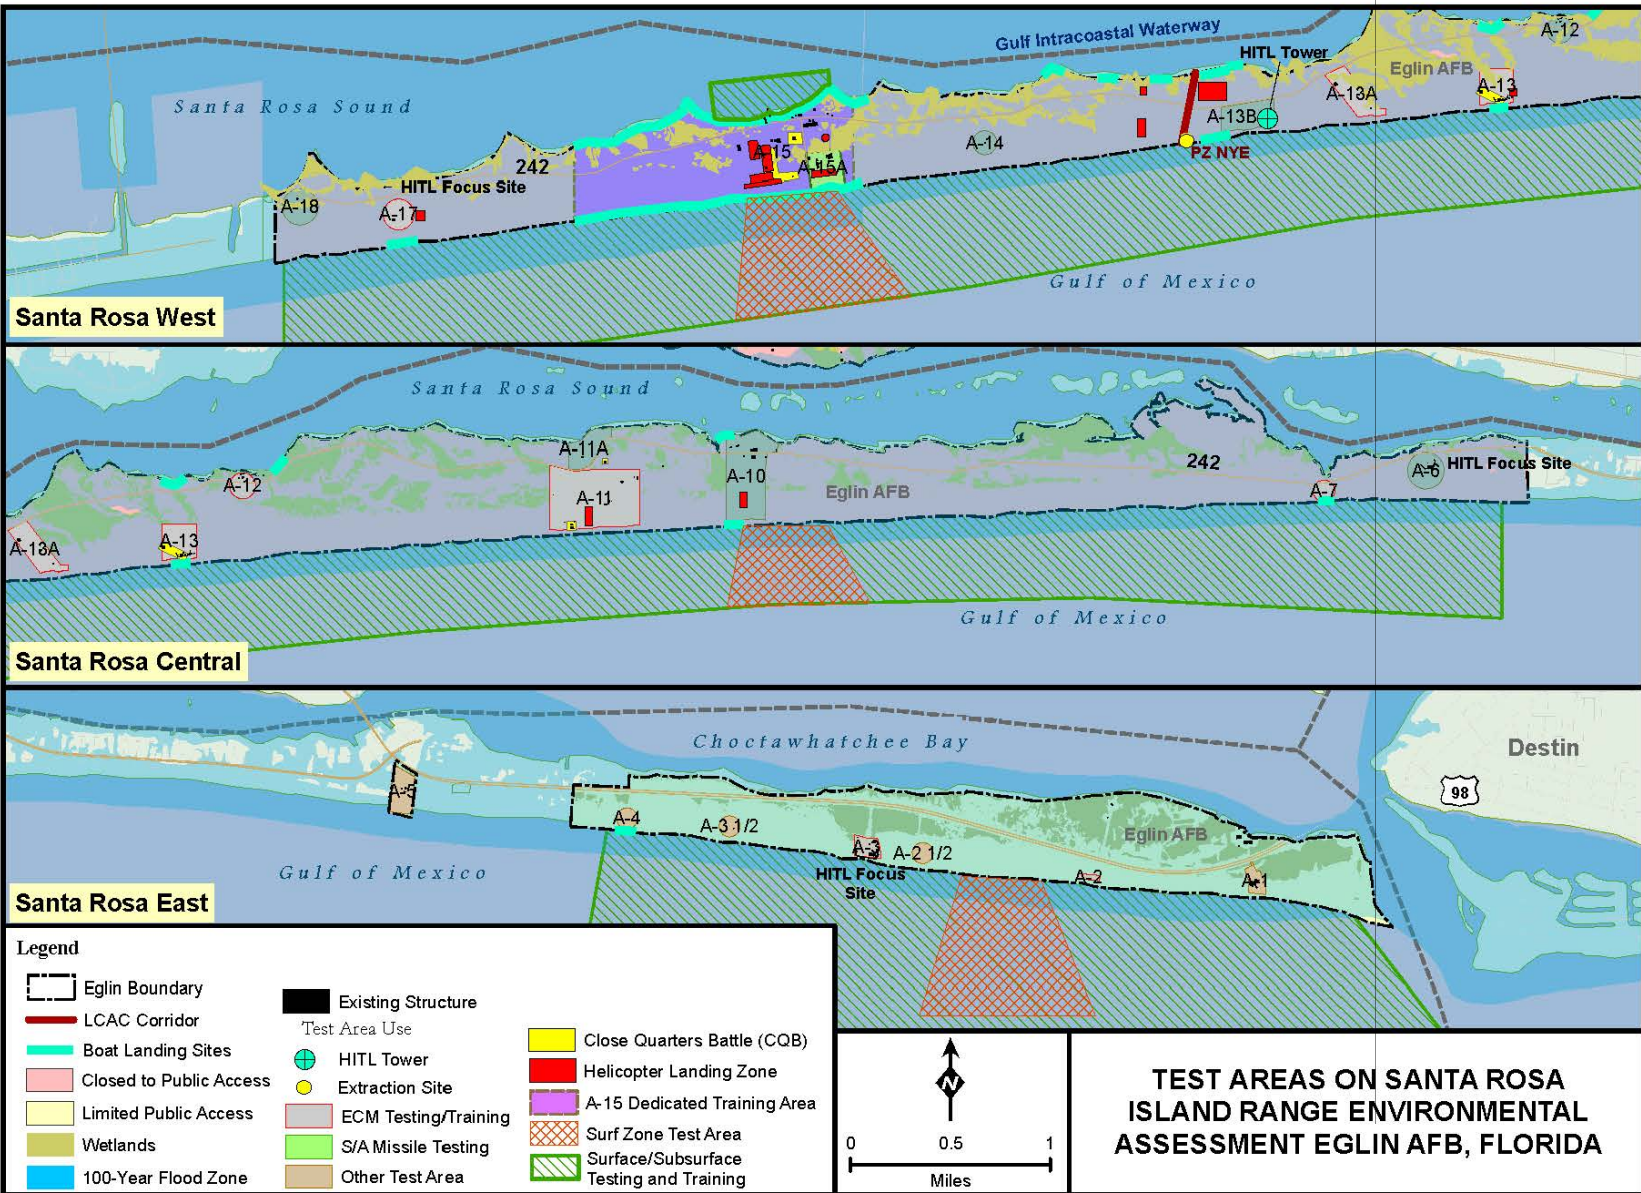 Gulf Intracoastal Waterway
HITL Tower
A-12
Eglin AFB
A-13A
A-13
Santa Rosa Sound
A-13B
A-14
PZ NYE
242
A-15
A-15A
HITL Focus Site
A-18
A-17
Gulf of Mexico
Santa Rosa West
Santa Rosa Sound
A-11A
A-12
A-11
A-10
Eglin AFB
242
A-7
A-6
HITL Focus Site
A-13A
A-13
Gulf of Mexico
Santa Rosa Central
Choctawhatchee Bay
Destin
98
A-5
A-4
A-3 1/2
Eglin AFB
A-3
A-2 1/2
HITL Focus
Site
A-2
A-1
Gulf of Mexico
Santa Rosa East
Legend
Eglin Boundary
LCAC Corridor
Boat Landing Sites
Closed to Public Access
Limited Public Access
Wetlands
100-Year Flood Zone
Existing Structure
Test Area Use
HITL Tower
Extraction Site
ECM Testing/Training
S/A Missile Testing
Other Test Area
Close Quarters Battle (CQB)
Helicopter Landing Zone
A-15 Dedicated Training Area
Surf Zone Test Area
Surface/Subsurface
Testing and Training
N
0 0.5 1
Miles
TEST AREAS ON SANTA ROSA
ISLAND RANGE ENVIRONMENTAL
ASSESSMENT EGLIN AFB, FLORIDA